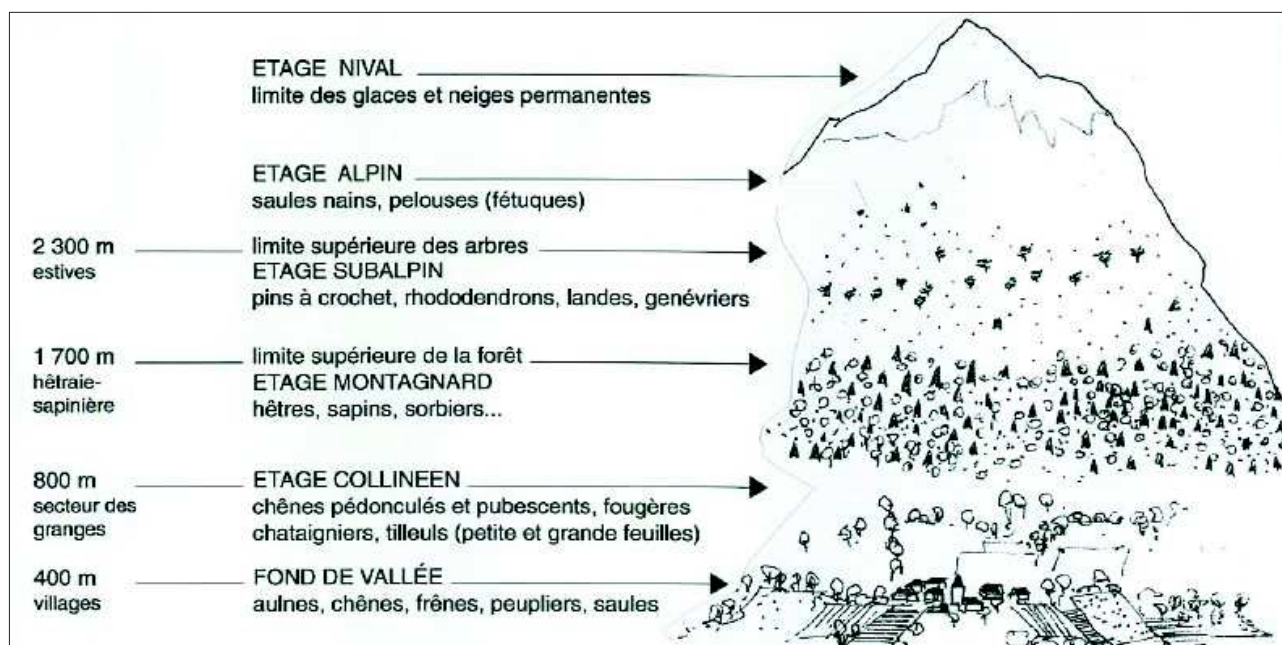 ETAGE NIVAL
limite des glaces et neiges permanentes
ETAGE ALPIN
saules nains, pelouses (fétuques)
2 300 m
estives
limite supérieure des arbres
ETAGE SUBALPIN
pins à crochet, rhododendrons, landes, genévriers
1 700 m
hêtraie-
sapinière
limite supérieure de la forêt
ETAGE MONTAGNARD
hêtres, sapins, sorbiers...
800 m
secteur des
granges
ETAGE COLLINEEN
chênes pédonculés et pubescents, fougères
chataigniers, tilleuls (petite et grande feuilles)
400 m
villages
FOND DE VALLÉE
aulnes, chênes, frênes, peupliers, saules